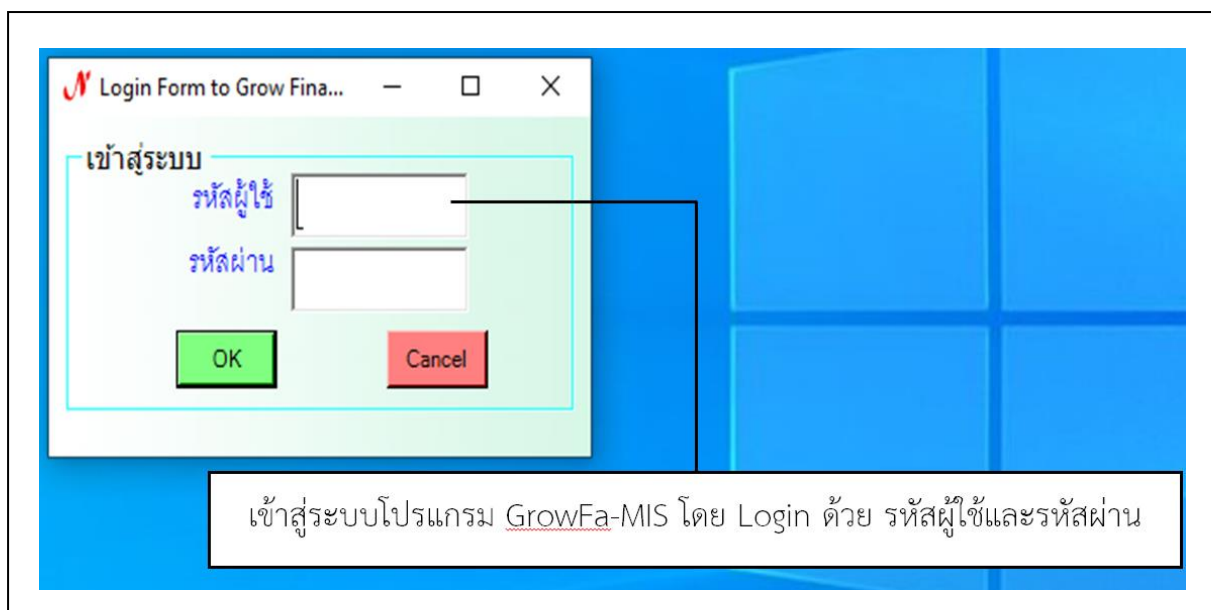 Login Form to Grow Fina...
เข้าสู่ระบบ
รหัสผู้ใช้
รหัสผ่าน
OK Cancel
เข้าสู่ระบบโปรแกรม GrowFa-MIS โดย Login ด้วย รหัสผู้ใช้และรหัสผ่าน